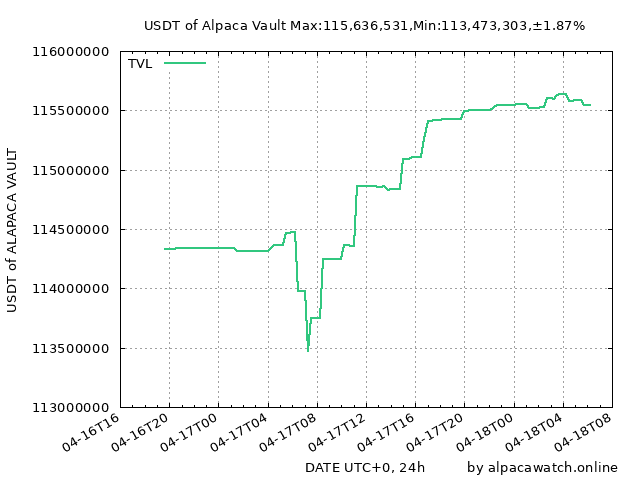 USDT of Alpaca Vault Max:115,636,531,Min:113,473,303,±1.87%
TVL
116000000
115500000
115000000
114500000
114000000
113500000
113000000
USDT of ALAPACA VAULT
04-16T16
04-16T20
04-17T00
04-17T04
04-17T08
04-17T12
04-17T16
04-17T20
04-18T00
04-18T04
04-18T08
DATE UTC+0, 24h
by alpacawatch.online